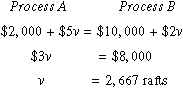 Process A Process B
$2,000 + $5v = $10,000 + $2v
$3v = $8,000
v = 2,667 rafts